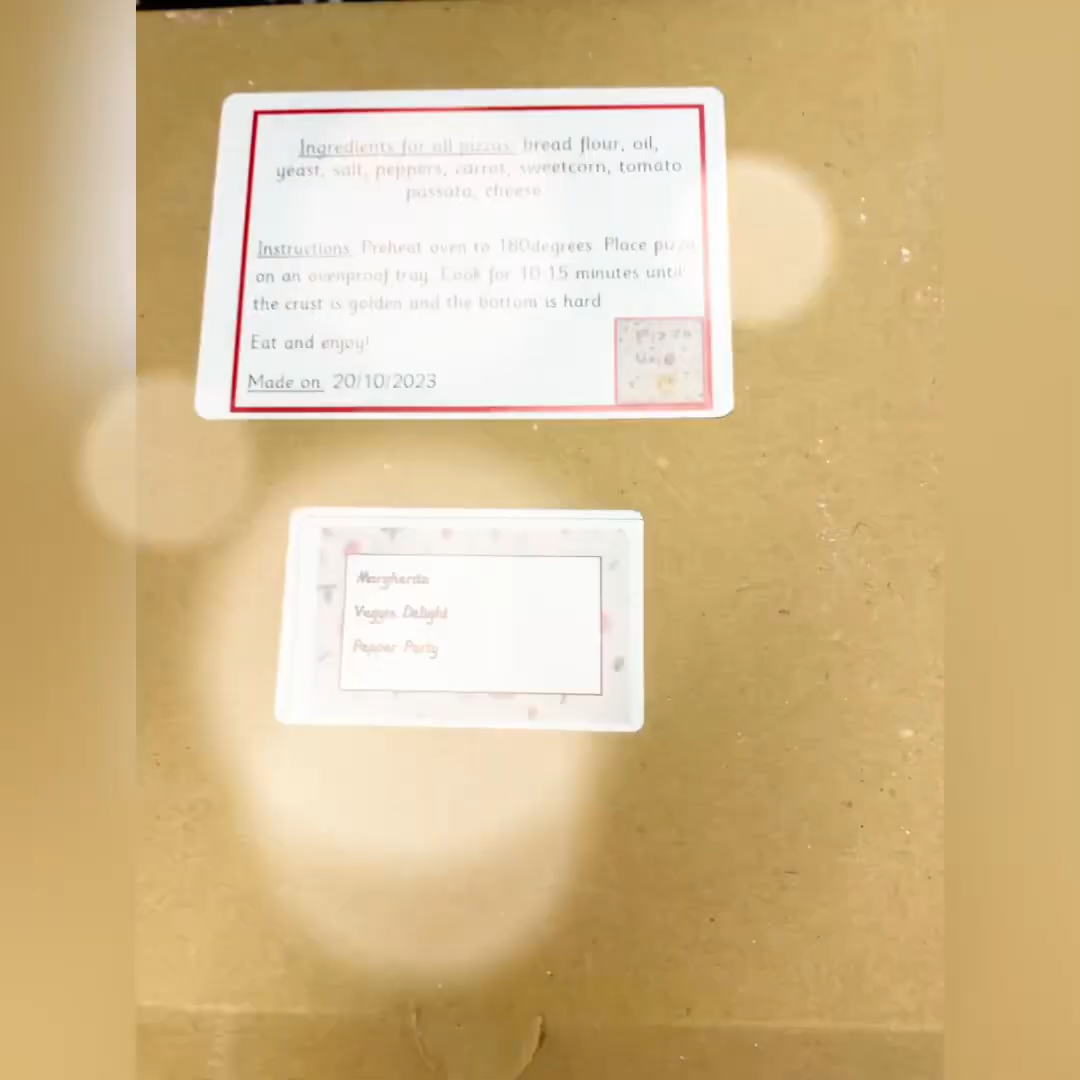 Ingredients for all pizzas: bread flour, oil,
yeast, salt, peppers, carrot, sweetcorn, tomato
passata, cheese
Instructions: Preheat oven to 180degrees. Place pizza
on an ovenproof tray. Cook for 10-15 minutes until
the crust is golden and the bottom is hard
Eat and enjoy!
Made on: 20/10/2023
Pizza
Margherita
Veggie Delight
Pepper Party